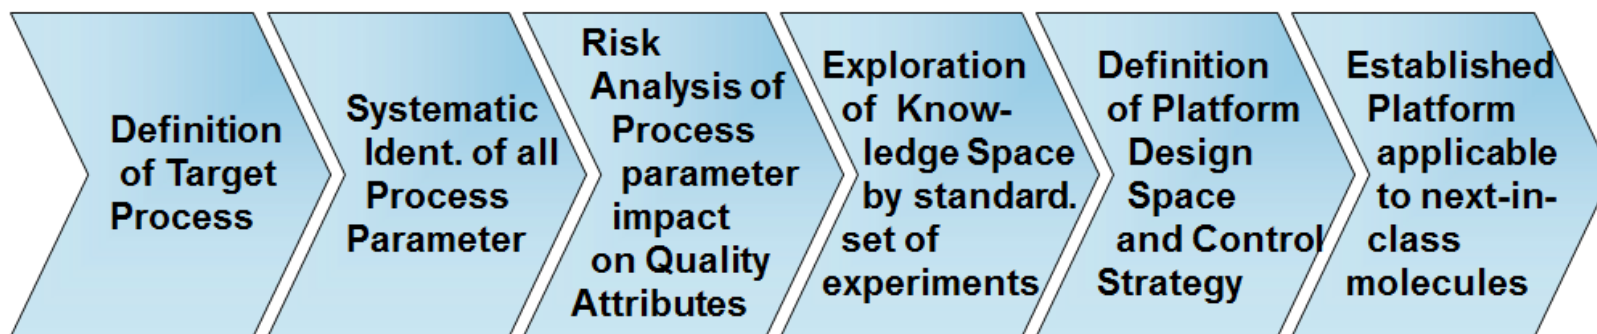 Definition
of Target
Process
Systematic
Ident. of all
Process
Parameter
Risk
Analysis of
Process
parameter
impact
on Quality
Attributes
Exploration
of Know-
ledge Space
by standard.
set of
experiments
Definition
of Platform
Design
Space
and Control
Strategy
Established
Platform
applicable
to next-in-
class
molecules